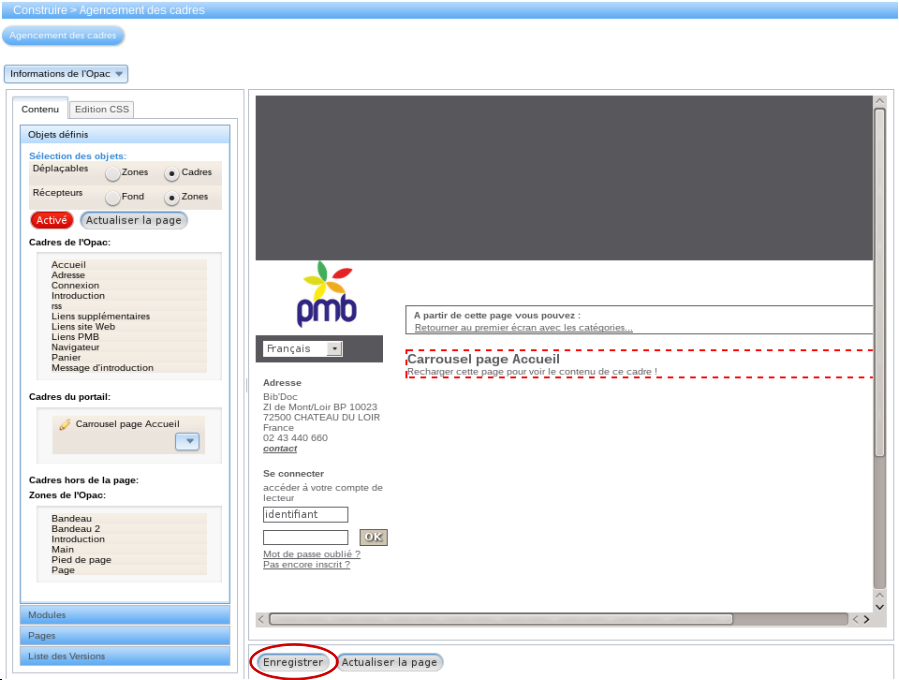 Construire > Agencement des cadres
Agencement des cadres
Informations de l'Opac
Contenu
Edition CSS
Objets définis
Sélection des objets:
Déplaçables Zones Cadres
Récepteurs Fond Zones
Activé Actualiser la page
Cadres de l'Opac:
Accueil
Adresse
Connexion
Introduction
rss
Liens supplémentaires
Liens site Web
Liens PMB
Navigateur
Panier
Message d'introduction
Cadres du portail:
Carrousel page Accueil
Cadres hors de la page:
Zones de l'Opac:
Bandeau
Bandeau 2
Introduction
Main
Pied de page
Page
Modules
Pages
Liste des Versions
pmb
Français
Adresse
Bib'Doc
ZI de Mont/Loir BP 10023
72500 CHATEAU DU LOIR
France
02 43 440 660
contact
Se connecter
accéder à votre compte de
lecteur
identifiant
OK
Mot de passe oublié ?
Pas encore inscrit ?
A partir de cette page vous pouvez :
Retourner au premier écran avec les catégories...
Carrousel page Accueil
Recharger cette page pour voir le contenu de ce cadre !
Enregistrer
Actualiser la page